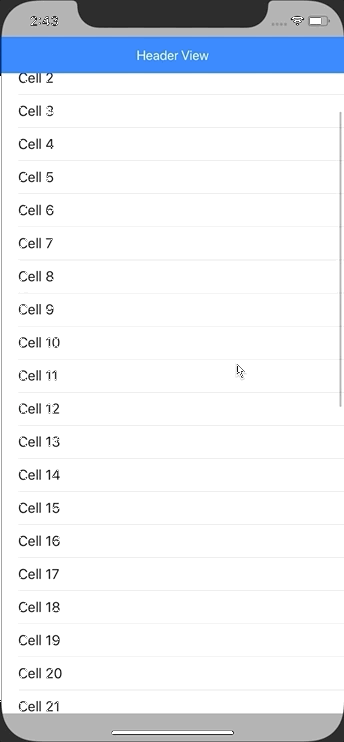 2:43
Header View
Cell 2
Cell 3
Cell 4
Cell 5
Cell 6
Cell 7
Cell 8
Cell 9
Cell 10
Cell 11
Cell 12
Cell 13
Cell 14
Cell 15
Cell 16
Cell 17
Cell 18
Cell 19
Cell 20
Cell 21